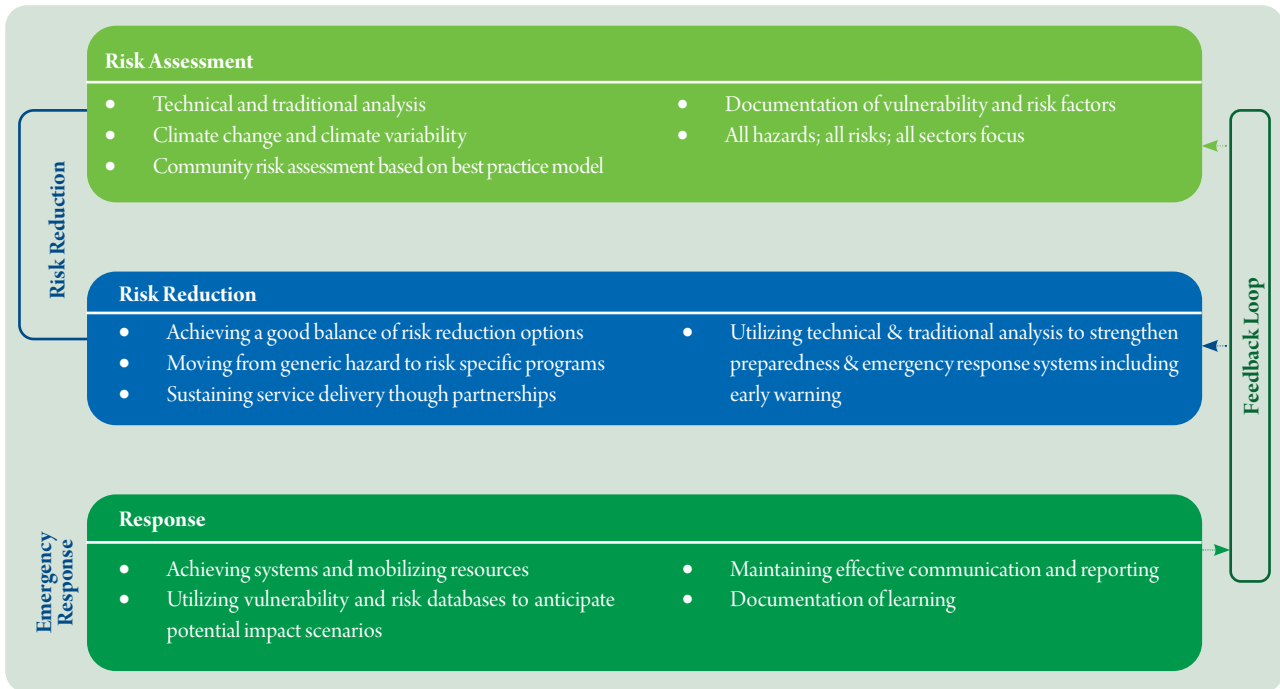 Risk Assessment
● Technical and traditional analysis
● Climate change and climate variability
● Community risk assessment based on best practice model
● Documentation of vulnerability and risk factors
● All hazards; all risks; all sectors focus
Risk Reduction
Risk Reduction
● Achieving a good balance of risk reduction options
● Moving from generic hazard to risk specific programs
● Sustaining service delivery though partnerships
● Utilizing technical & traditional analysis to strengthen
preparedness & emergency response systems including
early warning
Emergency
Response
Response
● Achieving systems and mobilizing resources
● Utilizing vulnerability and risk databases to anticipate
potential impact scenarios
● Maintaining effective communication and reporting
● Documentation of learning
Feedback Loop